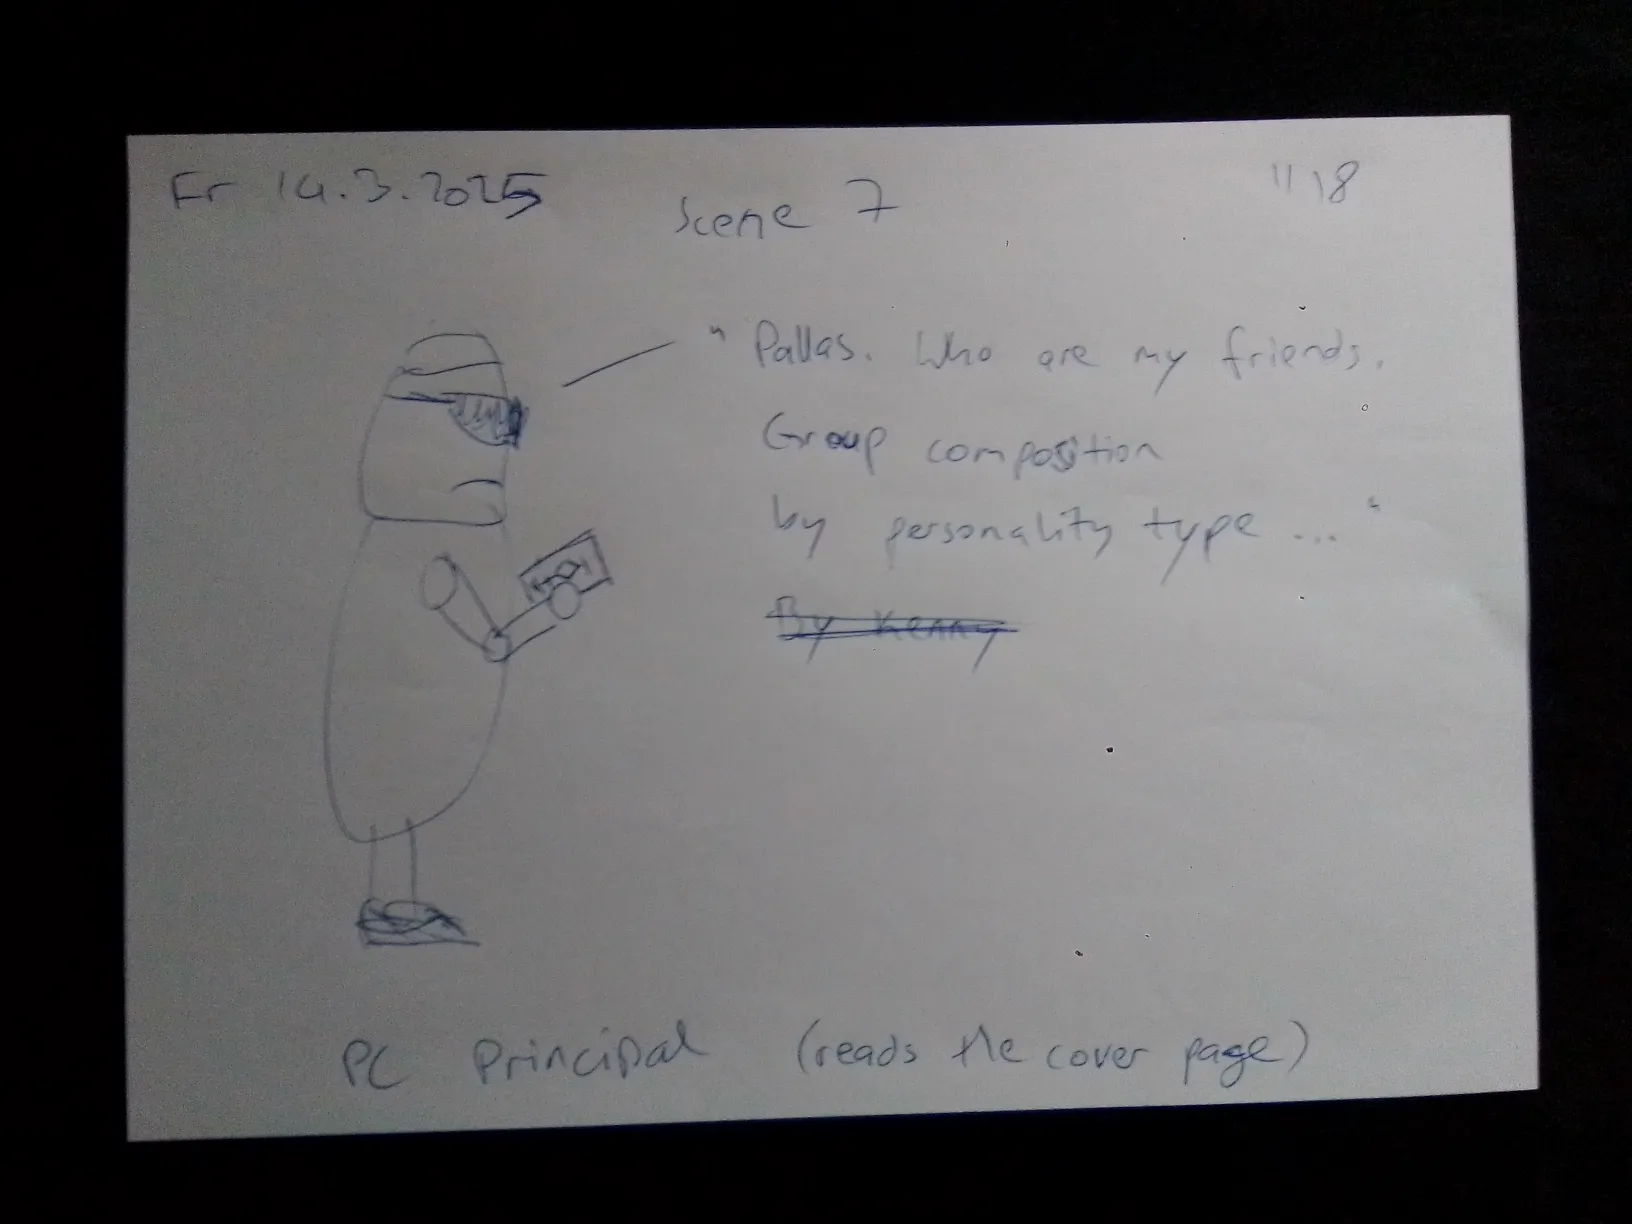 Fr 14.3.2025
Scene 7
"18
" Pallas. Who are my friends.
Group composition
by personality type ... "
By Kenny
PC Principal (reads the cover page)